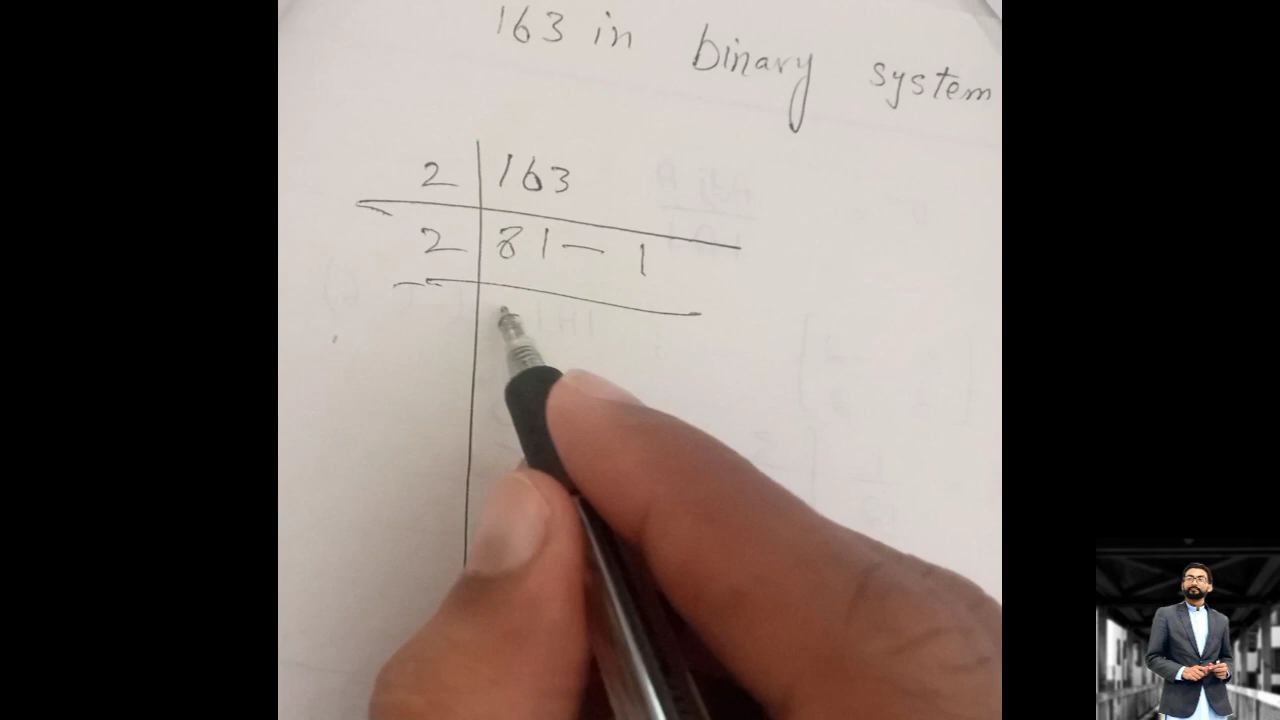 163 in binary system
2 163
2 81 — 1